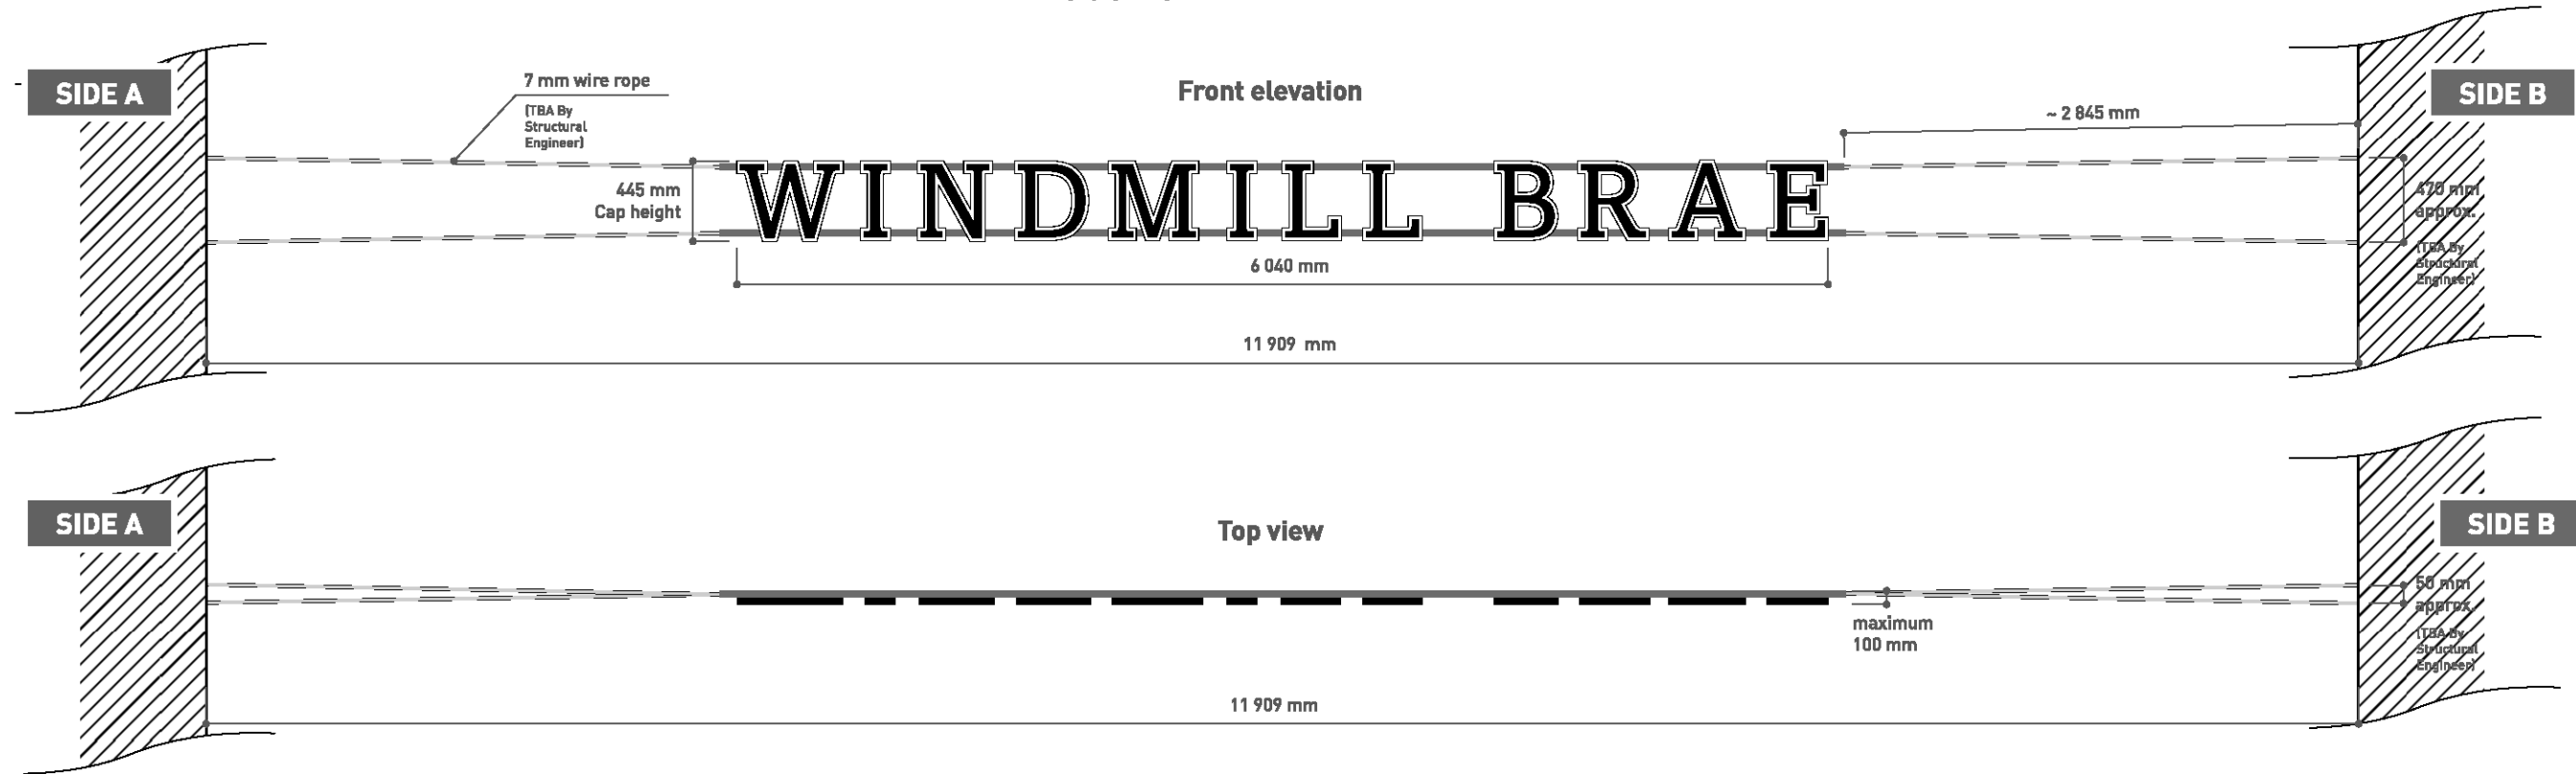 SIDE A
7 mm wire rope
(TBA By
Structural
Engineer)
Front elevation
~ 2 845 mm
SIDE B
445 mm
Cap height
WINDMILL BRAE
470 mm
approx.
(TBA By
Structural
Engineer)
6 040 mm
11 909 mm
SIDE A
Top view
SIDE B
50 mm
approx.
(TBA By
Structural
Engineer)
maximum
100 mm
11 909 mm